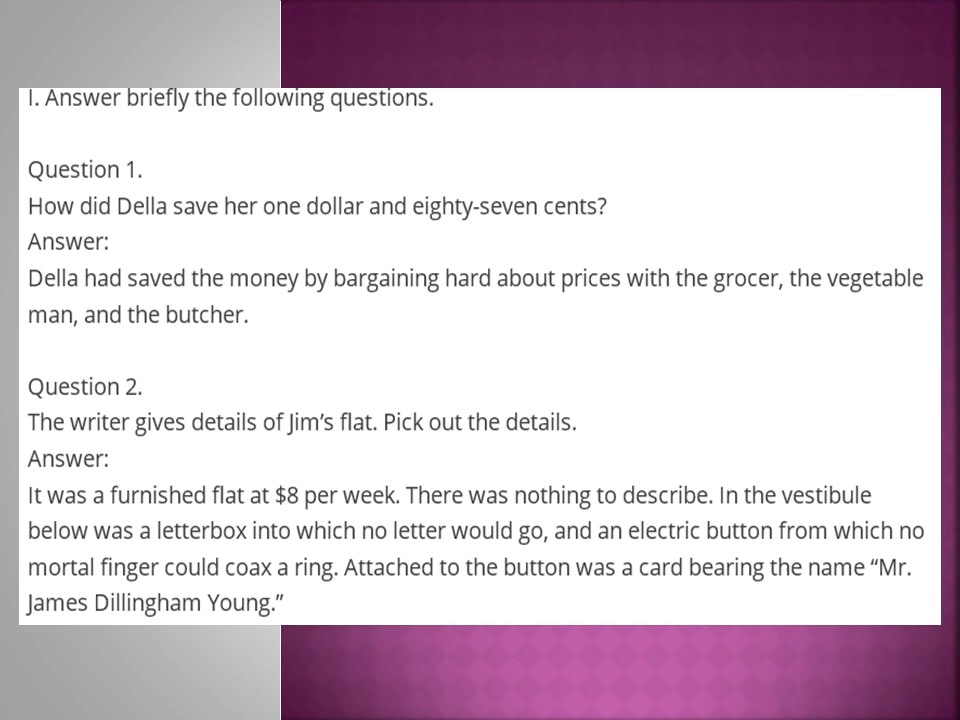 I. Answer briefly the following questions.
Question 1.
How did Della save her one dollar and eighty-seven cents?
Answer:
Della had saved the money by bargaining hard about prices with the grocer, the vegetable
man, and the butcher.
Question 2.
The writer gives details of Jim’s flat. Pick out the details.
Answer:
It was a furnished flat at $8 per week. There was nothing to describe. In the vestibule
below was a letterbox into which no letter would go, and an electric button from which no
mortal finger could coax a ring. Attached to the button was a card bearing the name “Mr.
James Dillingham Young.”